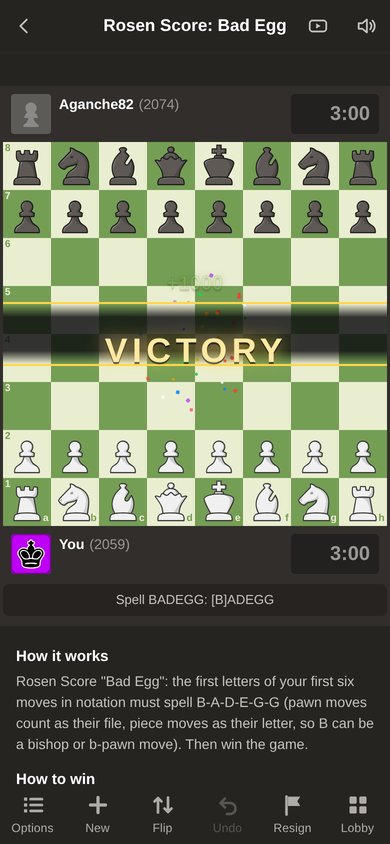 Rosen Score: Bad Egg
Aganche82 (2074)
3:00
8
7
6
+1000
5
4
VICTORY
3
2
1
a b c d e f g h
You (2059)
3:00
Spell BADEGG: [B]ADEGG
How it works
Rosen Score "Bad Egg": the first letters of your first six
moves in notation must spell B-A-D-E-G-G (pawn moves
count as their file, piece moves as their letter, so B can be
a bishop or b-pawn move). Then win the game.
How to win
Options New Flip Undo Resign Lobby